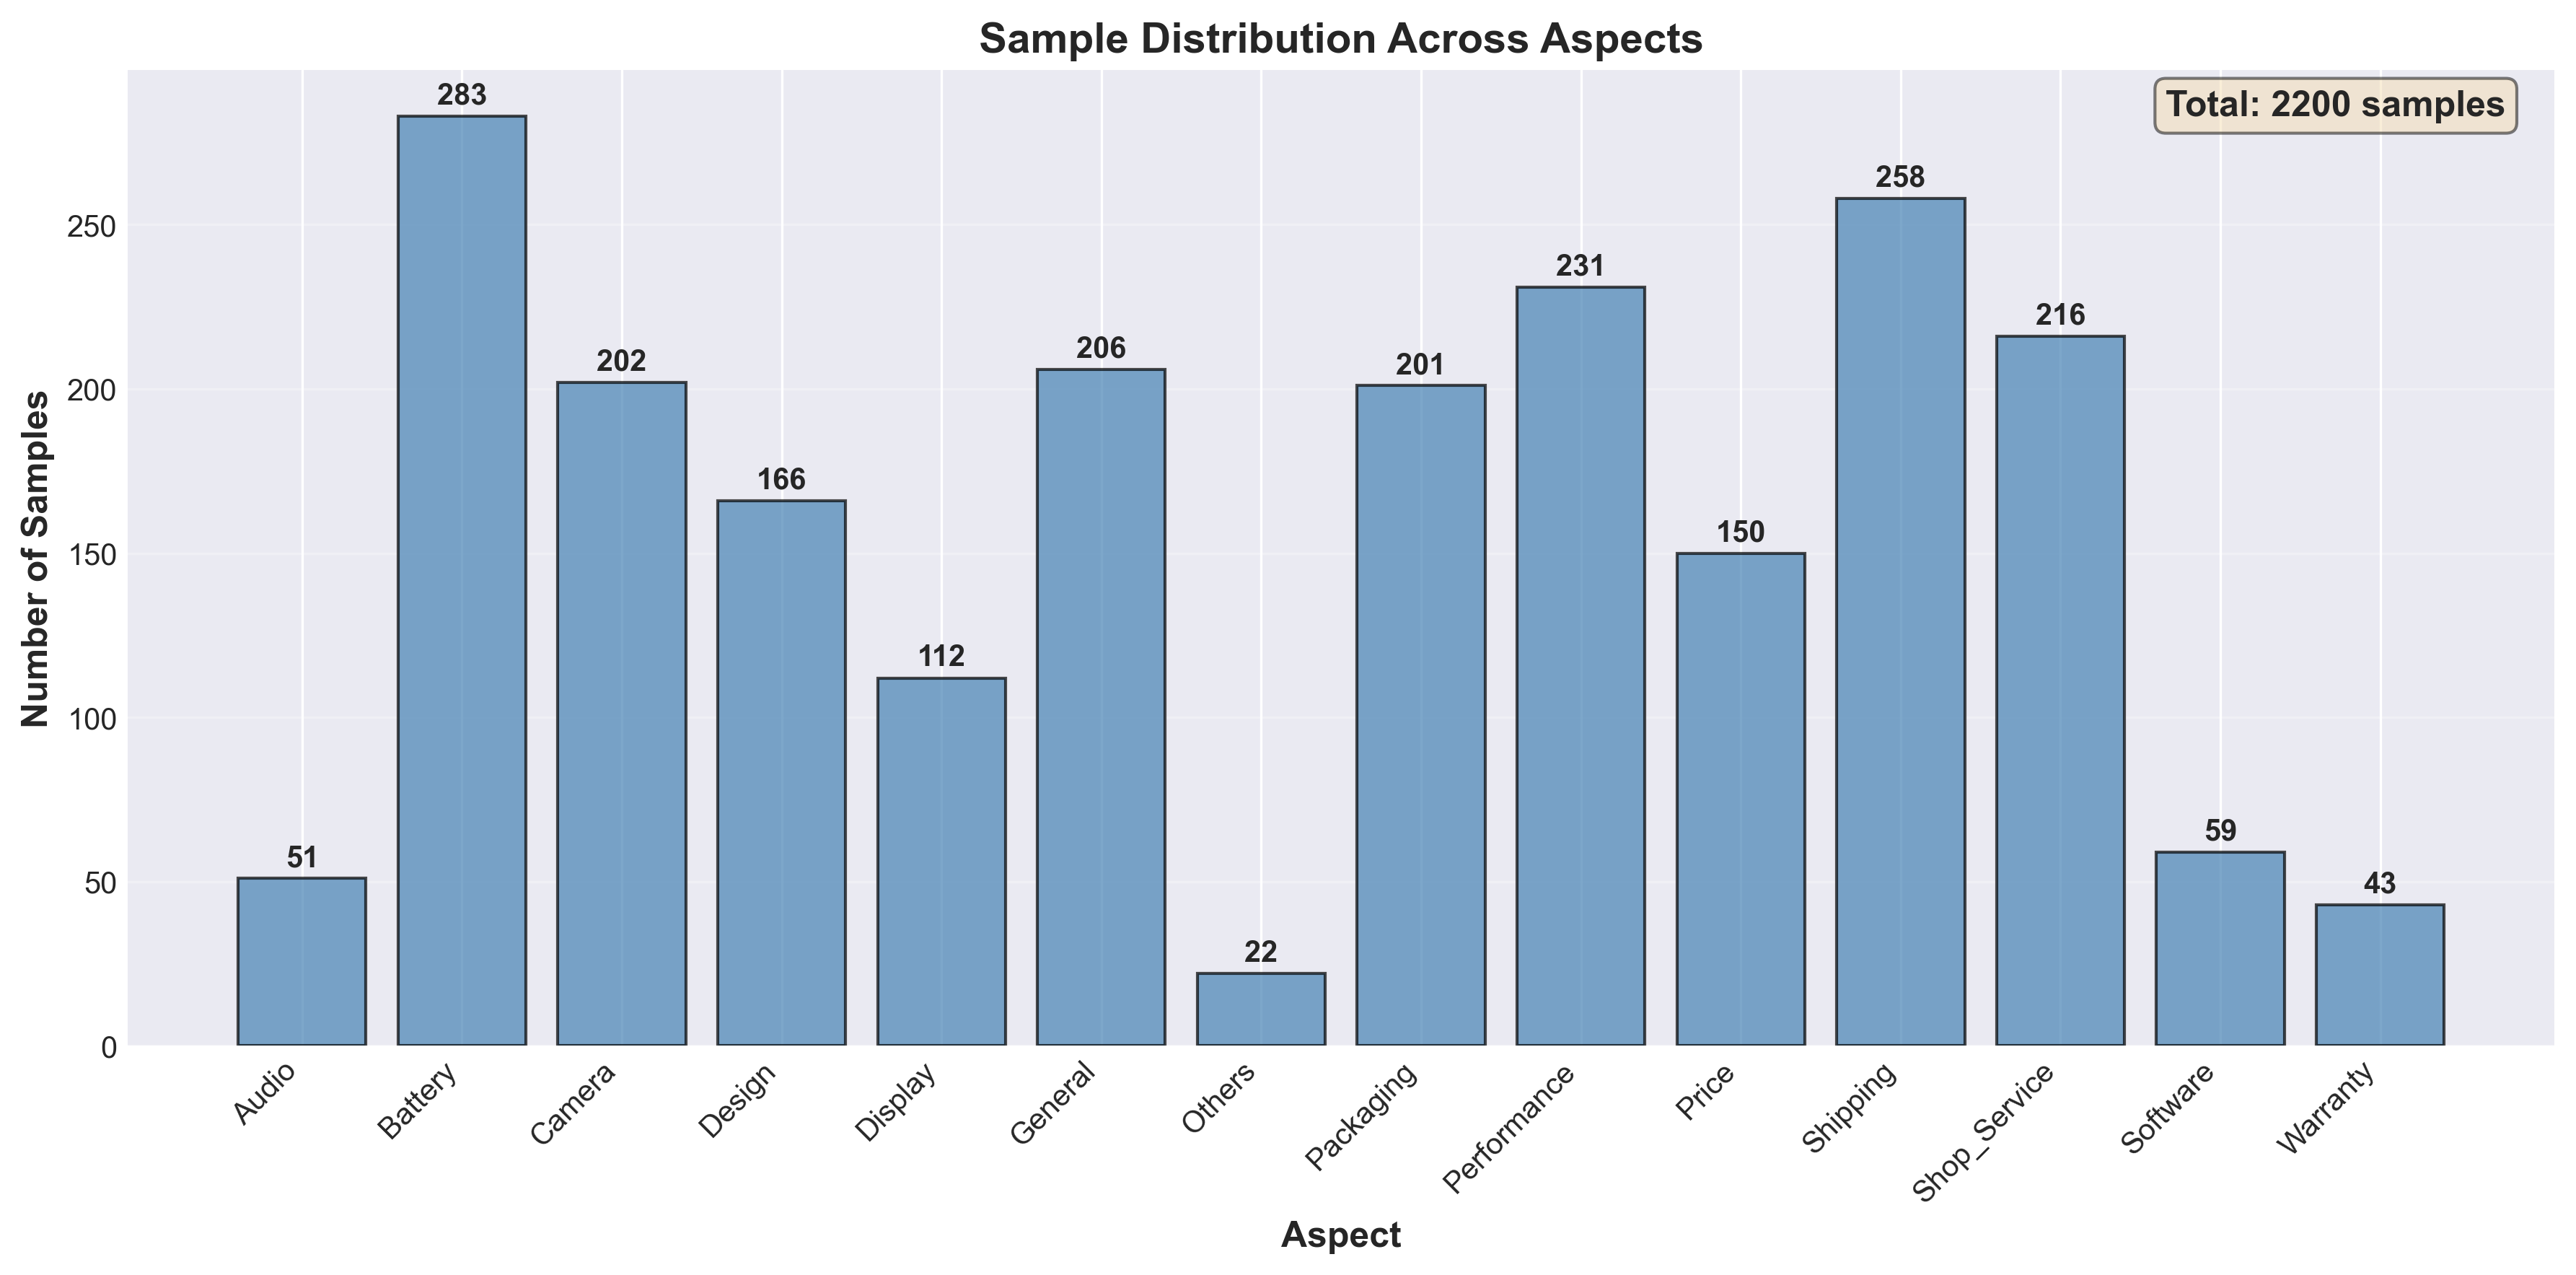 Sample Distribution Across Aspects
Total: 2200 samples
Number of Samples
250
200
150
100
50
0
51
283
202
166
112
206
22
201
231
150
258
216
59
43
Audio
Battery
Camera
Design
Display
General
Others
Packaging
Performance
Price
Shipping
Shop_Service
Software
Warranty
Aspect